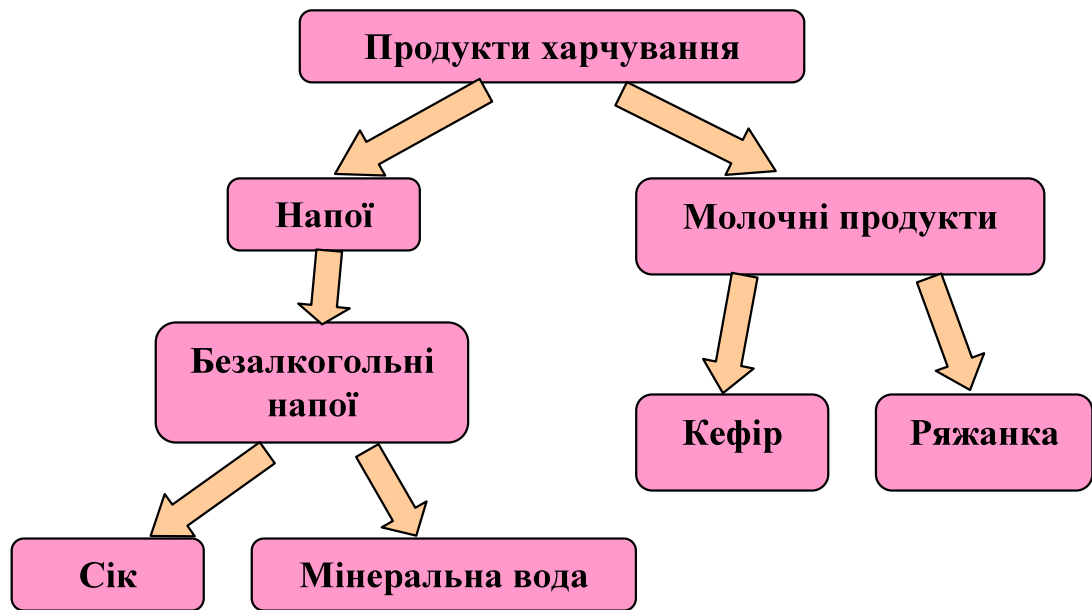 Продукти харчування
Напої
Молочні продукти
Безалкогольні
напої
Кефір
Ряжанка
Сік
Мінеральна вода